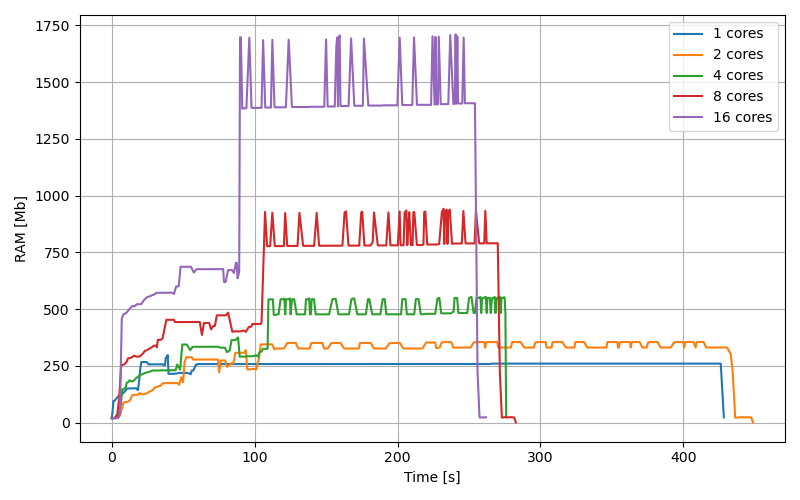 1750
1500
1250
1000
750
500
250
0
RAM [Mb]
0 100 200 300 400
Time [s]
1 cores
2 cores
4 cores
8 cores
16 cores